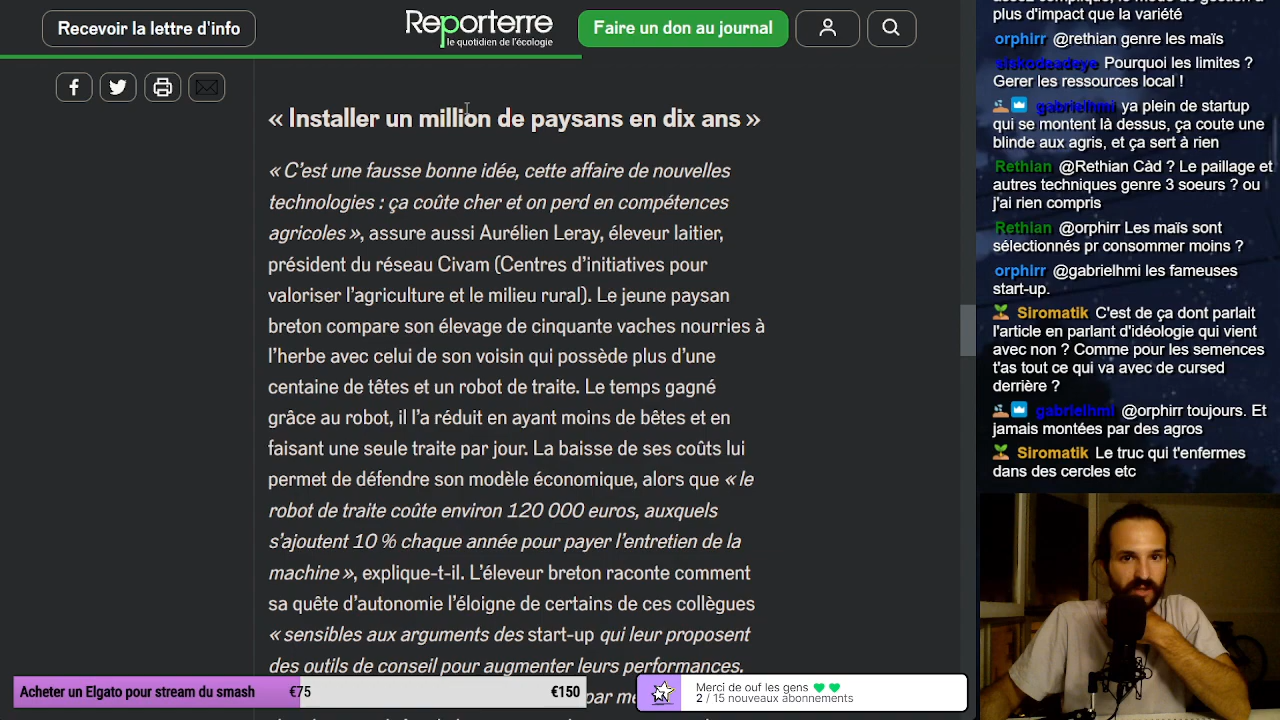 Recevoir la lettre d'info
Reporterre
le quotidien de l'écologie
Faire un don au journal
« Installer un million de paysans en dix ans »
« C'est une fausse bonne idée, cette affaire de nouvelles
technologies : ça coûte cher et on perd en compétences
agricoles », assure aussi Aurélien Leray, éleveur laitier,
président du réseau Civam (Centres d'initiatives pour
valoriser l'agriculture et le milieu rural). Le jeune paysan
breton compare son élevage de cinquante vaches nourries à
l'herbe avec celui de son voisin qui possède plus d'une
centaine de têtes et un robot de traite. Le temps gagné
grâce au robot, il l'a réduit en ayant moins de bêtes et en
faisant une seule traite par jour. La baisse de ses coûts lui
permet de défendre son modèle économique, alors que « le
robot de traite coûte environ 120 000 euros, auxquels
s'ajoutent 10 % chaque année pour payer l'entretien de la
machine », explique-t-il. L'éleveur breton raconte comment
sa quête d'autonomie l'éloigne de certains de ces collègues
« sensibles aux arguments des start-up qui leur proposent
des outils de conseil pour augmenter leurs performances.
Acheter un Elgato pour stream du smash €75 €150
Merci de ouf les gens 💚💚
2 / 15 nouveaux abonnements
plus d'impact que la variété
orphirr @rethian genre les maïs
siskodeadeye Pourquoi les limites ?
Gerer les ressources local !
gabrielhmi ya plein de startup
qui se montent là dessus, ça coute une
blinde aux agris, et ça sert à rien
Rethian @Rethian Càd ? Le paillage et
autres techniques genre 3 soeurs ? ou
j'ai rien compris
Rethian @orphirr Les maïs sont
sélectionnés pr consommer moins ?
orphirr @gabrielhmi les fameuses
start-up.
Siromatik C'est de ça dont parlait
l'article en parlant d'idéologie qui vient
avec non ? Comme pour les semences
t'as tout ce qui va avec de cursed
derrière ?
gabrielhmi @orphirr toujours. Et
jamais montées par des agros
Siromatik Le truc qui t'enfermes
dans des cercles etc